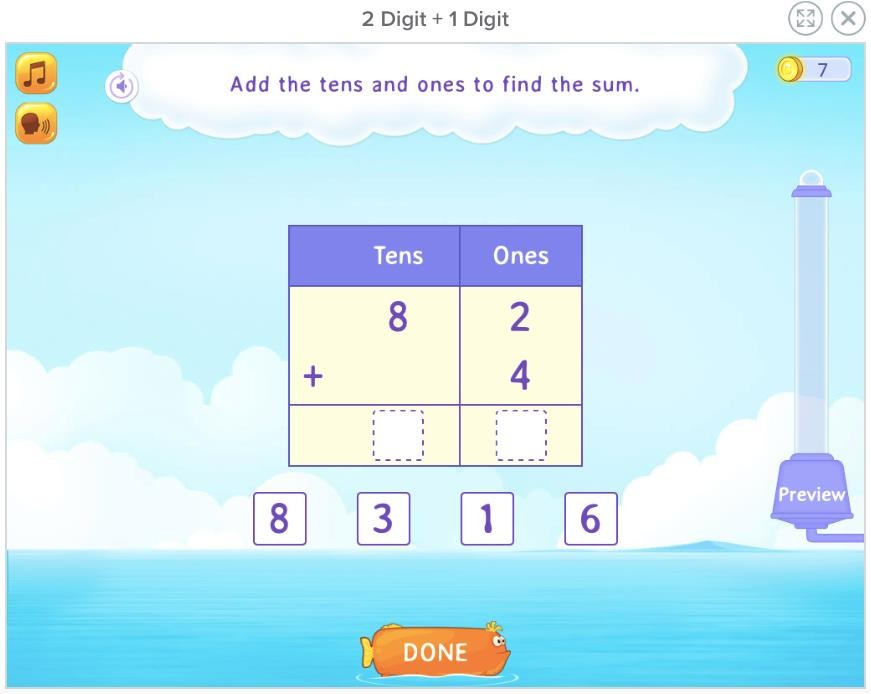 2 Digit + 1 Digit
Add the tens and ones to find the sum.
7
Tens Ones
8 2
+ 4
8 3 1 6
Preview
DONE